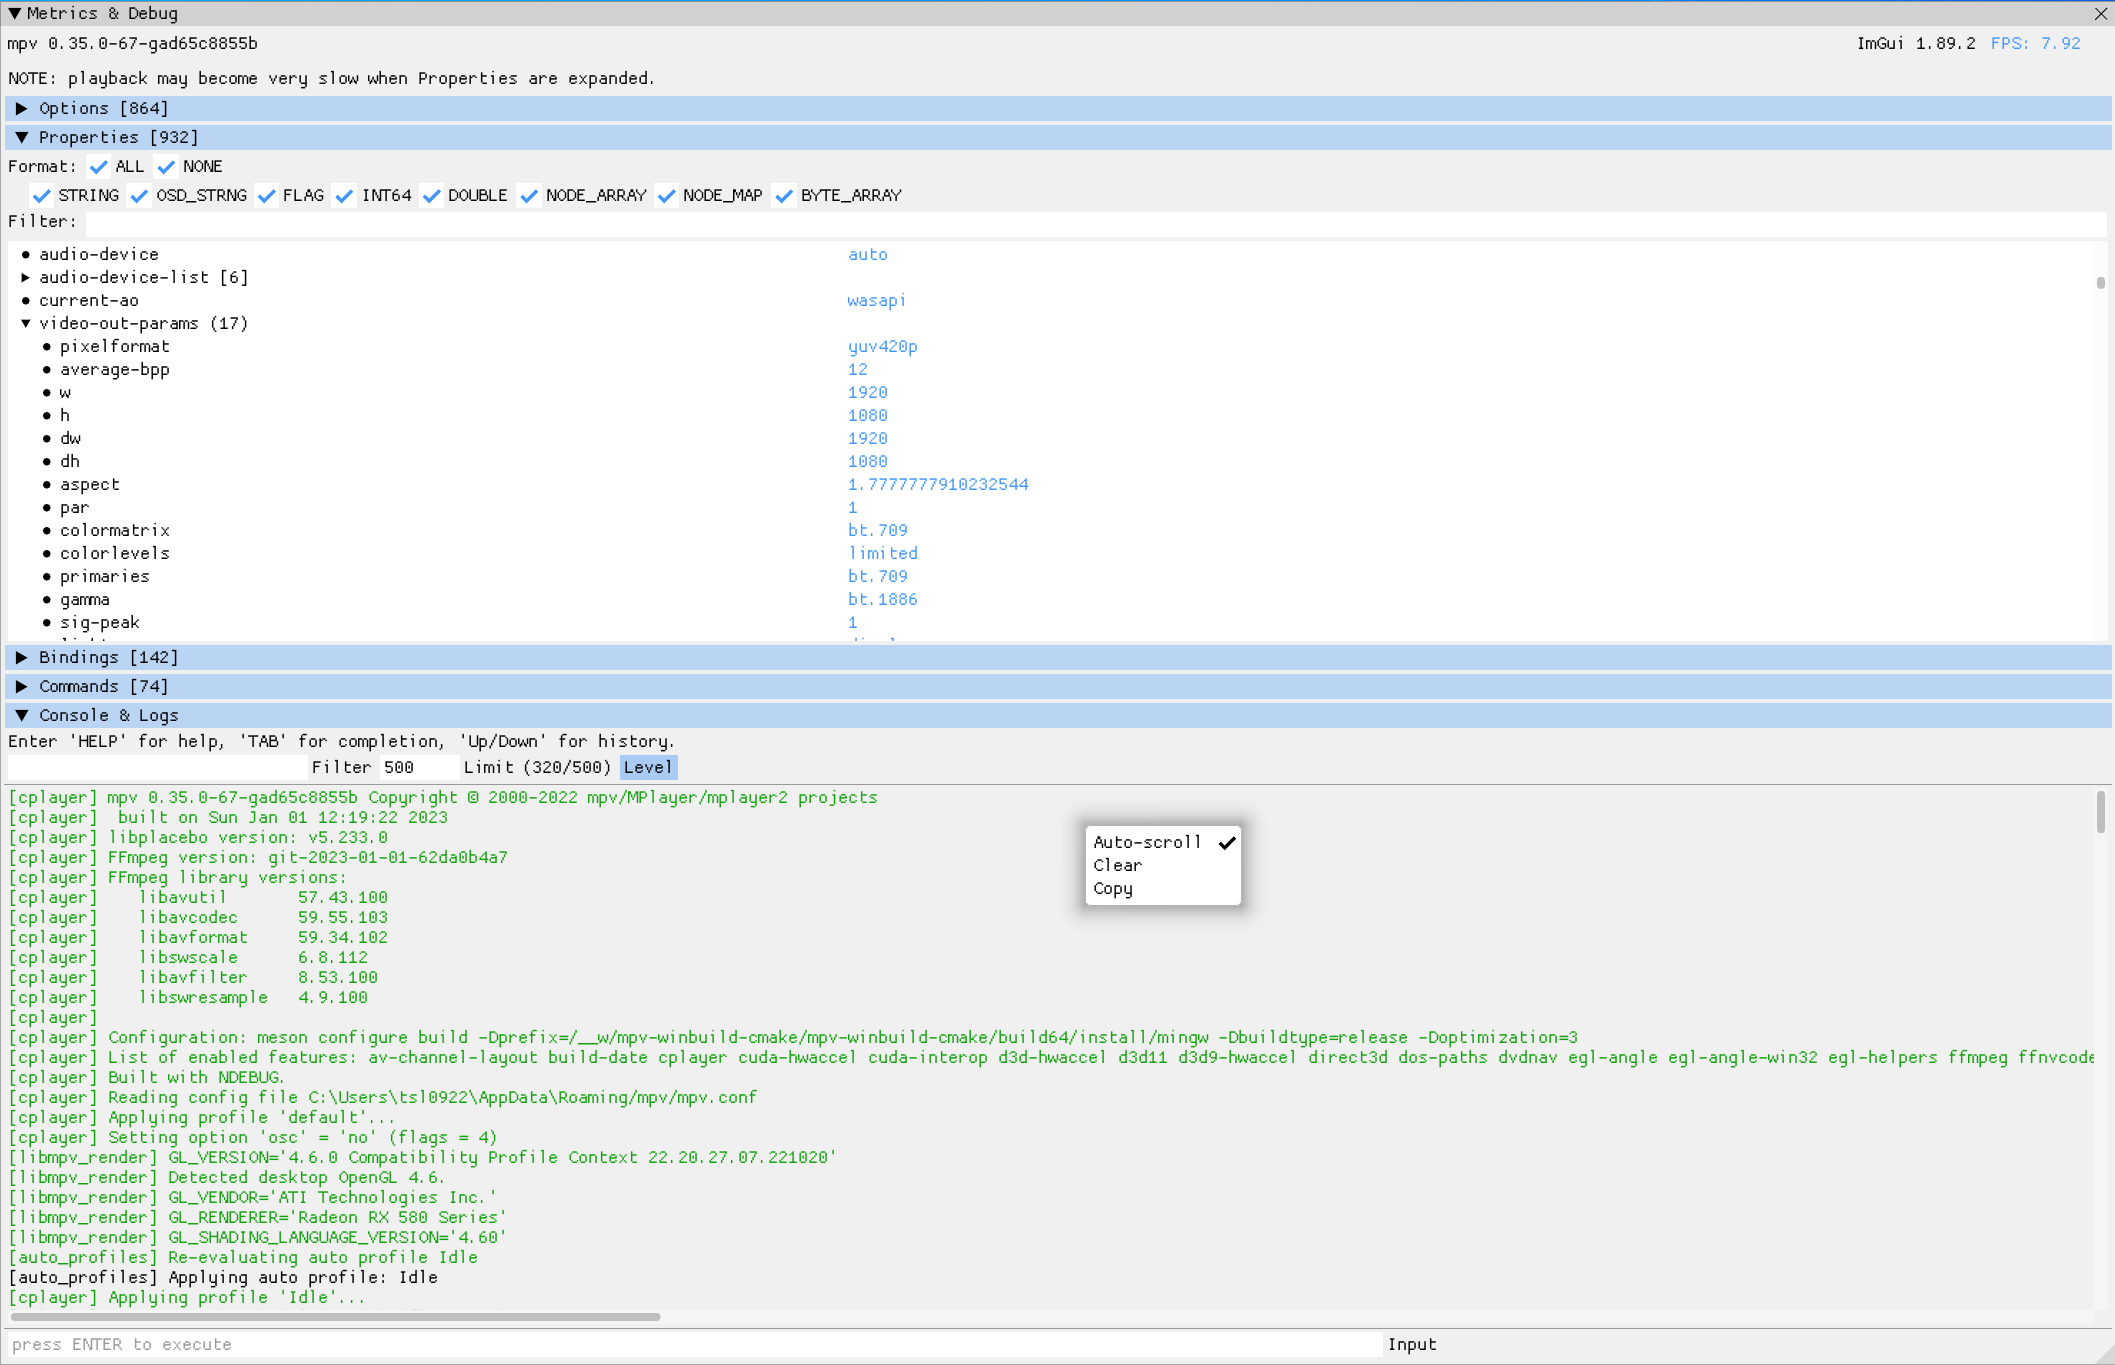 Metrics & Debug
mpv 0.35.0-67-gad65c8855b ImGui 1.89.2 FPS: 7.92
NOTE: playback may become very slow when Properties are expanded.
Options [864]
Properties [932]
Format: ALL NONE
STRING OSD_STRNG FLAG INT64 DOUBLE NODE_ARRAY NODE_MAP BYTE_ARRAY
Filter:
audio-device auto
audio-device-list [6]
current-ao wasapi
video-out-params (17)
pixelformat yuv420p
average-bpp 12
w 1920
h 1080
dw 1920
dh 1080
aspect 1.7777777910232544
par 1
colormatrix bt.709
colorlevels limited
primaries bt.709
gamma bt.1886
sig-peak 1
Bindings [142]
Commands [74]
Console & Logs
Enter 'HELP' for help, 'TAB' for completion, 'Up/Down' for history.
Filter 500 Limit (320/500) Level
[cplayer] mpv 0.35.0-67-gad65c8855b Copyright © 2000-2022 mpv/MPlayer/mplayer2 projects
[cplayer] built on Sun Jan 01 12:19:22 2023
[cplayer] libplacebo version: v5.233.0
[cplayer] FFmpeg version: git-2023-01-01-62da0b4a7
[cplayer] FFmpeg library versions:
[cplayer] libavutil 57.43.100
[cplayer] libavcodec 59.55.103
[cplayer] libavformat 59.34.102
[cplayer] libswscale 6.8.112
[cplayer] libavfilter 8.53.100
[cplayer] libswresample 4.9.100
[cplayer]
[cplayer] Configuration: meson configure build -Dprefix=/__w/mpv-winbuild-cmake/mpv-winbuild-cmake/build64/install/mingw -Dbuildtype=release -Doptimization=3
[cplayer] List of enabled features: av-channel-layout build-date cplayer cuda-hwaccel cuda-interop d3d-hwaccel d3d11 d3d9-hwaccel direct3d dos-paths dvdnav egl-angle egl-angle-win32 egl-helpers ffmpeg ffnvcode
[cplayer] Built with NDEBUG.
[cplayer] Reading config file C:\Users\tsl0922\AppData\Roaming/mpv/mpv.conf
[cplayer] Applying profile 'default'...
[cplayer] Setting option 'osc' = 'no' (flags = 4)
[libmpv_render] GL_VERSION='4.6.0 Compatibility Profile Context 22.20.27.07.221020'
[libmpv_render] Detected desktop OpenGL 4.6.
[libmpv_render] GL_VENDOR='ATI Technologies Inc.'
[libmpv_render] GL_RENDERER='Radeon RX 580 Series'
[libmpv_render] GL_SHADING_LANGUAGE_VERSION='4.60'
[auto_profiles] Re-evaluating auto profile Idle
[auto_profiles] Applying auto profile: Idle
[cplayer] Applying profile 'Idle'...
Auto-scroll
Clear
Copy
press ENTER to execute Input